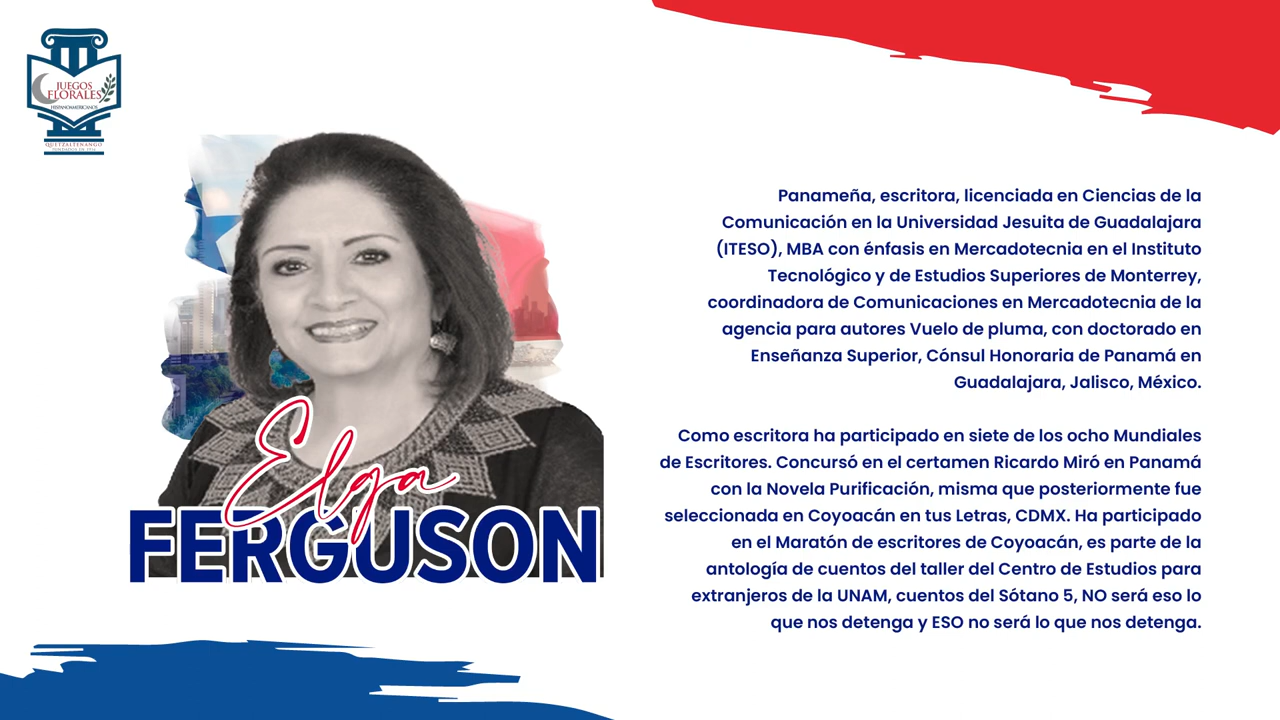 JUEGOS
FLORALES
HISPANOAMERICANOS
QUETZALTENANGO
Elga
FERGUSON
Panameña, escritora, licenciada en Ciencias de la
Comunicación en la Universidad Jesuita de Guadalajara
(ITESO), MBA con énfasis en Mercadotecnia en el Instituto
Tecnológico y de Estudios Superiores de Monterrey,
coordinadora de Comunicaciones en Mercadotecnia de la
agencia para autores Vuelo de pluma, con doctorado en
Enseñanza Superior, Cónsul Honoraria de Panamá en
Guadalajara, Jalisco, México.
Como escritora ha participado en siete de los ocho Mundiales
de Escritores. Concursó en el certamen Ricardo Miró en Panamá
con la Novela Purificación, misma que posteriormente fue
seleccionada en Coyoacán en tus Letras, CDMX. Ha participado
en el Maratón de escritores de Coyoacán, es parte de la
antología de cuentos del taller del Centro de Estudios para
extranjeros de la UNAM, cuentos del Sótano 5, NO será eso lo
que nos detenga y ESO no será lo que nos detenga.